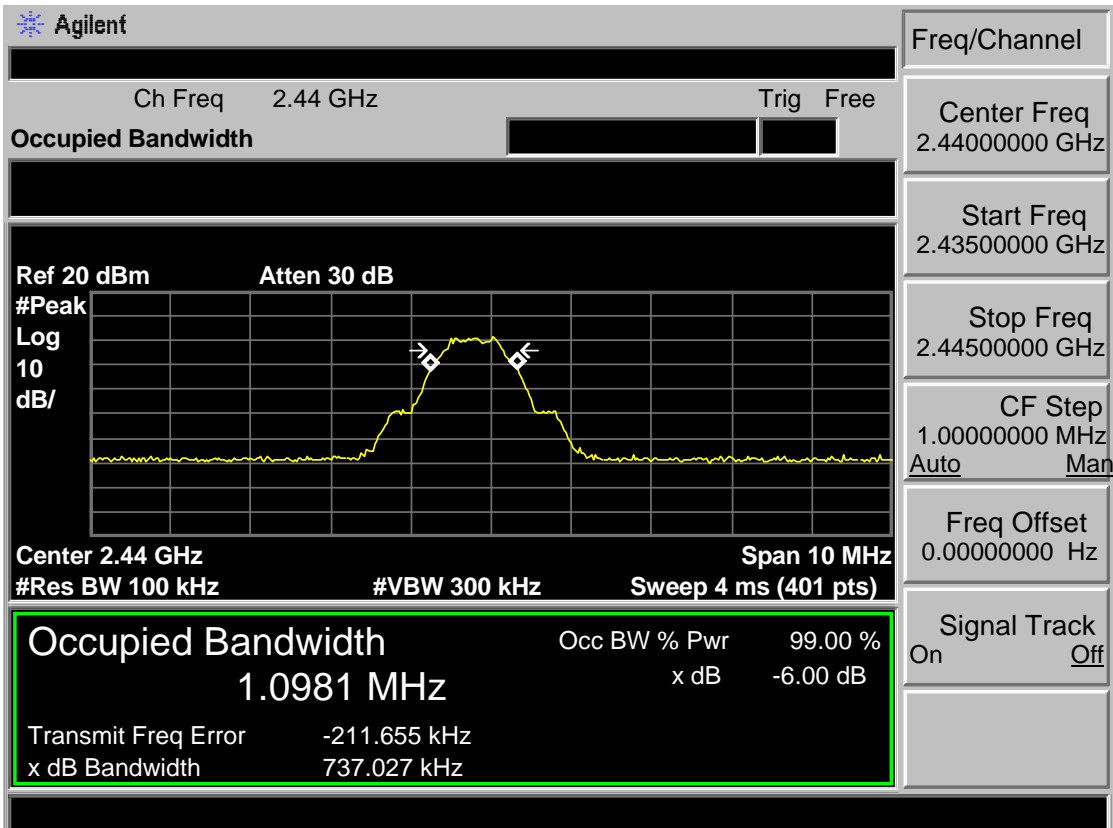 Agilent
Freq/Channel
Ch Freq 2.44 GHz Trig Free
Occupied Bandwidth
Center Freq
2.44000000 GHz
Start Freq
2.43500000 GHz
Stop Freq
2.44500000 GHz
CF Step
1.00000000 MHz
Auto Man
Freq Offset
0.00000000 Hz
Signal Track
On Off
Ref 20 dBm Atten 30 dB
#Peak
Log
10
dB/
Center 2.44 GHz Span 10 MHz
#Res BW 100 kHz #VBW 300 kHz Sweep 4 ms (401 pts)
Occupied Bandwidth Occ BW % Pwr 99.00 %
1.0981 MHz x dB -6.00 dB
Transmit Freq Error -211.655 kHz
x dB Bandwidth 737.027 kHz